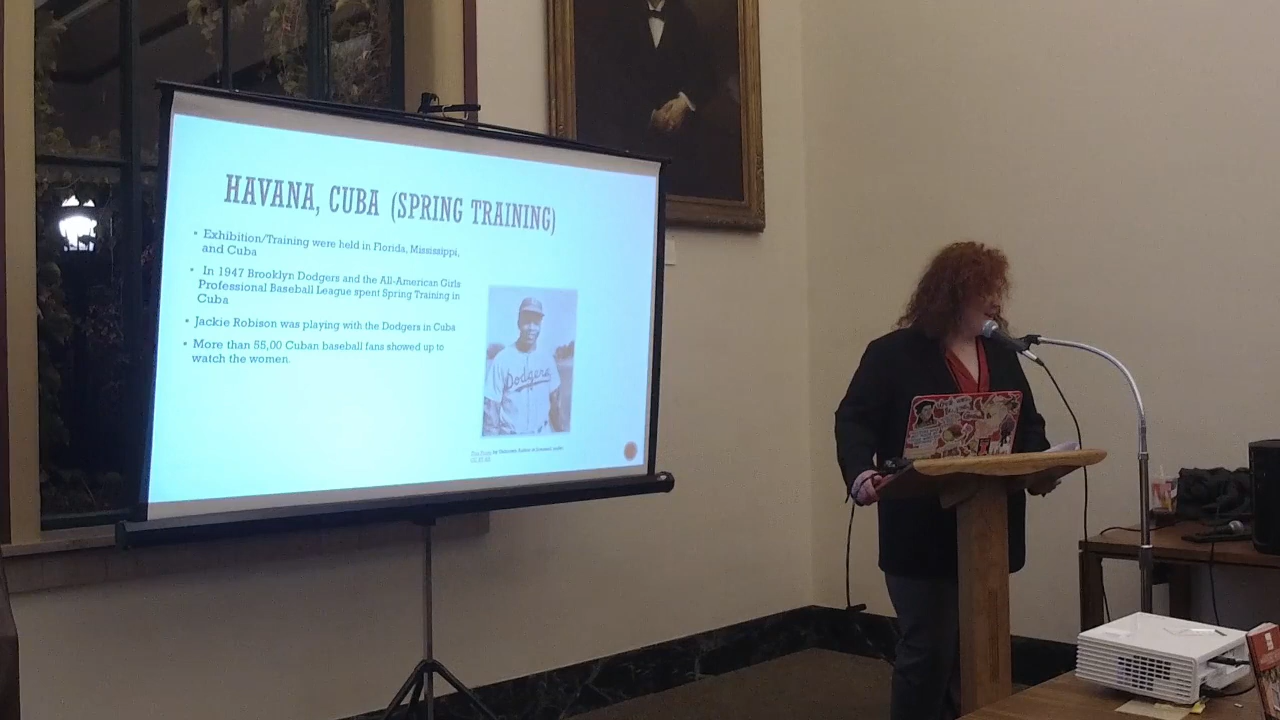 HAVANA, CUBA (SPRING TRAINING)
• Exhibition/Training were held in Florida, Mississippi,
and Cuba
• In 1947 Brooklyn Dodgers and the All-American Girls
Professional Baseball League spent Spring Training in
Cuba
• Jackie Robison was playing with the Dodgers in Cuba
• More than 55,00 Cuban baseball fans showed up to
watch the women.
Dodgers